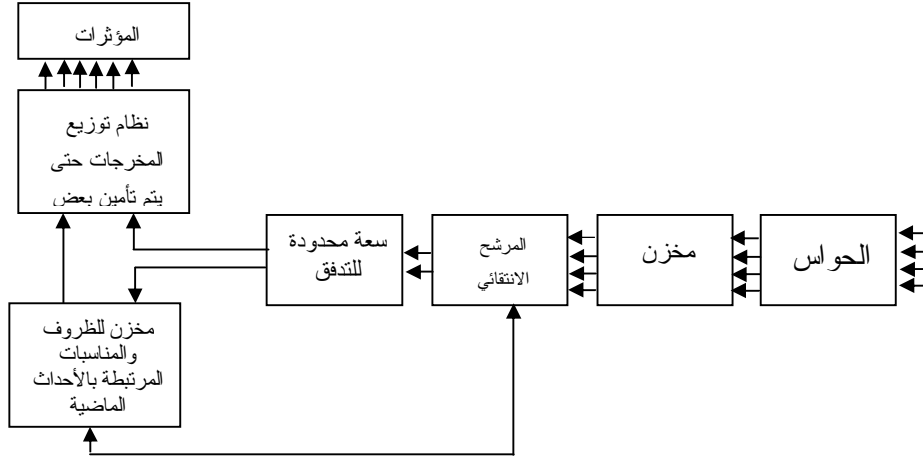 المؤثرات
نظام توزيع
المخرجات حتى
يتم تأمين بعض
الحواس
مخزن
المرشح
الانتقائي
سعة محدودة
للتدفق
مخزن للظروف
والمناسبات
المرتبطة بالأحداث
الماضية